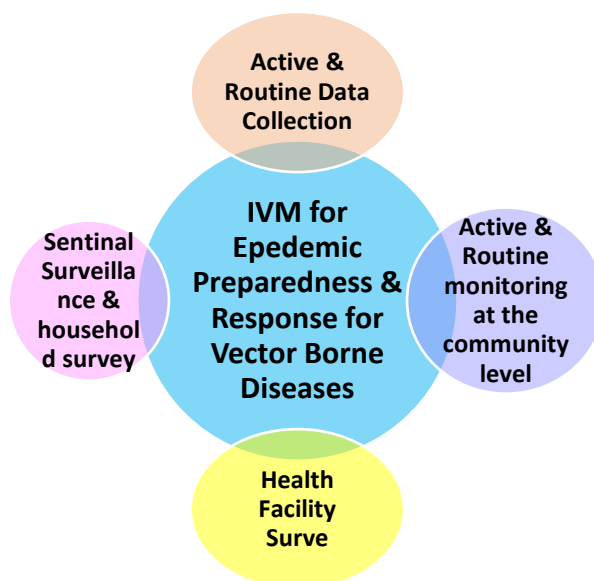 Active &
Routine Data
Collection
IVM for
Epedemic
Preparedness &
Response for
Vector Borne
Diseases
Sentinal
Surveilla
nce &
househol
d survey
Active &
Routine
monitoring
at the
community
level
Health
Facility
Surve